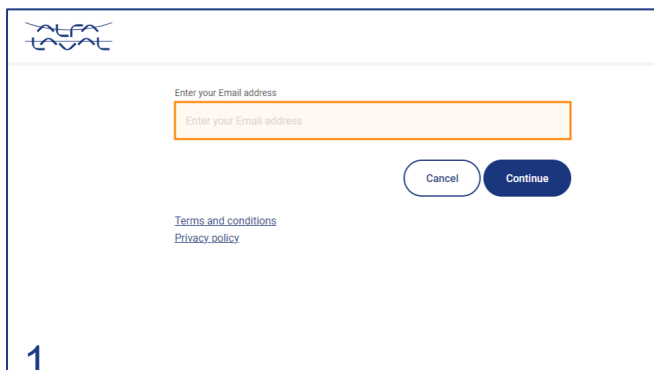 ALFA
LAVAL
Enter your Email address
Enter your Email address
Cancel Continue
Terms and conditions
Privacy policy
1